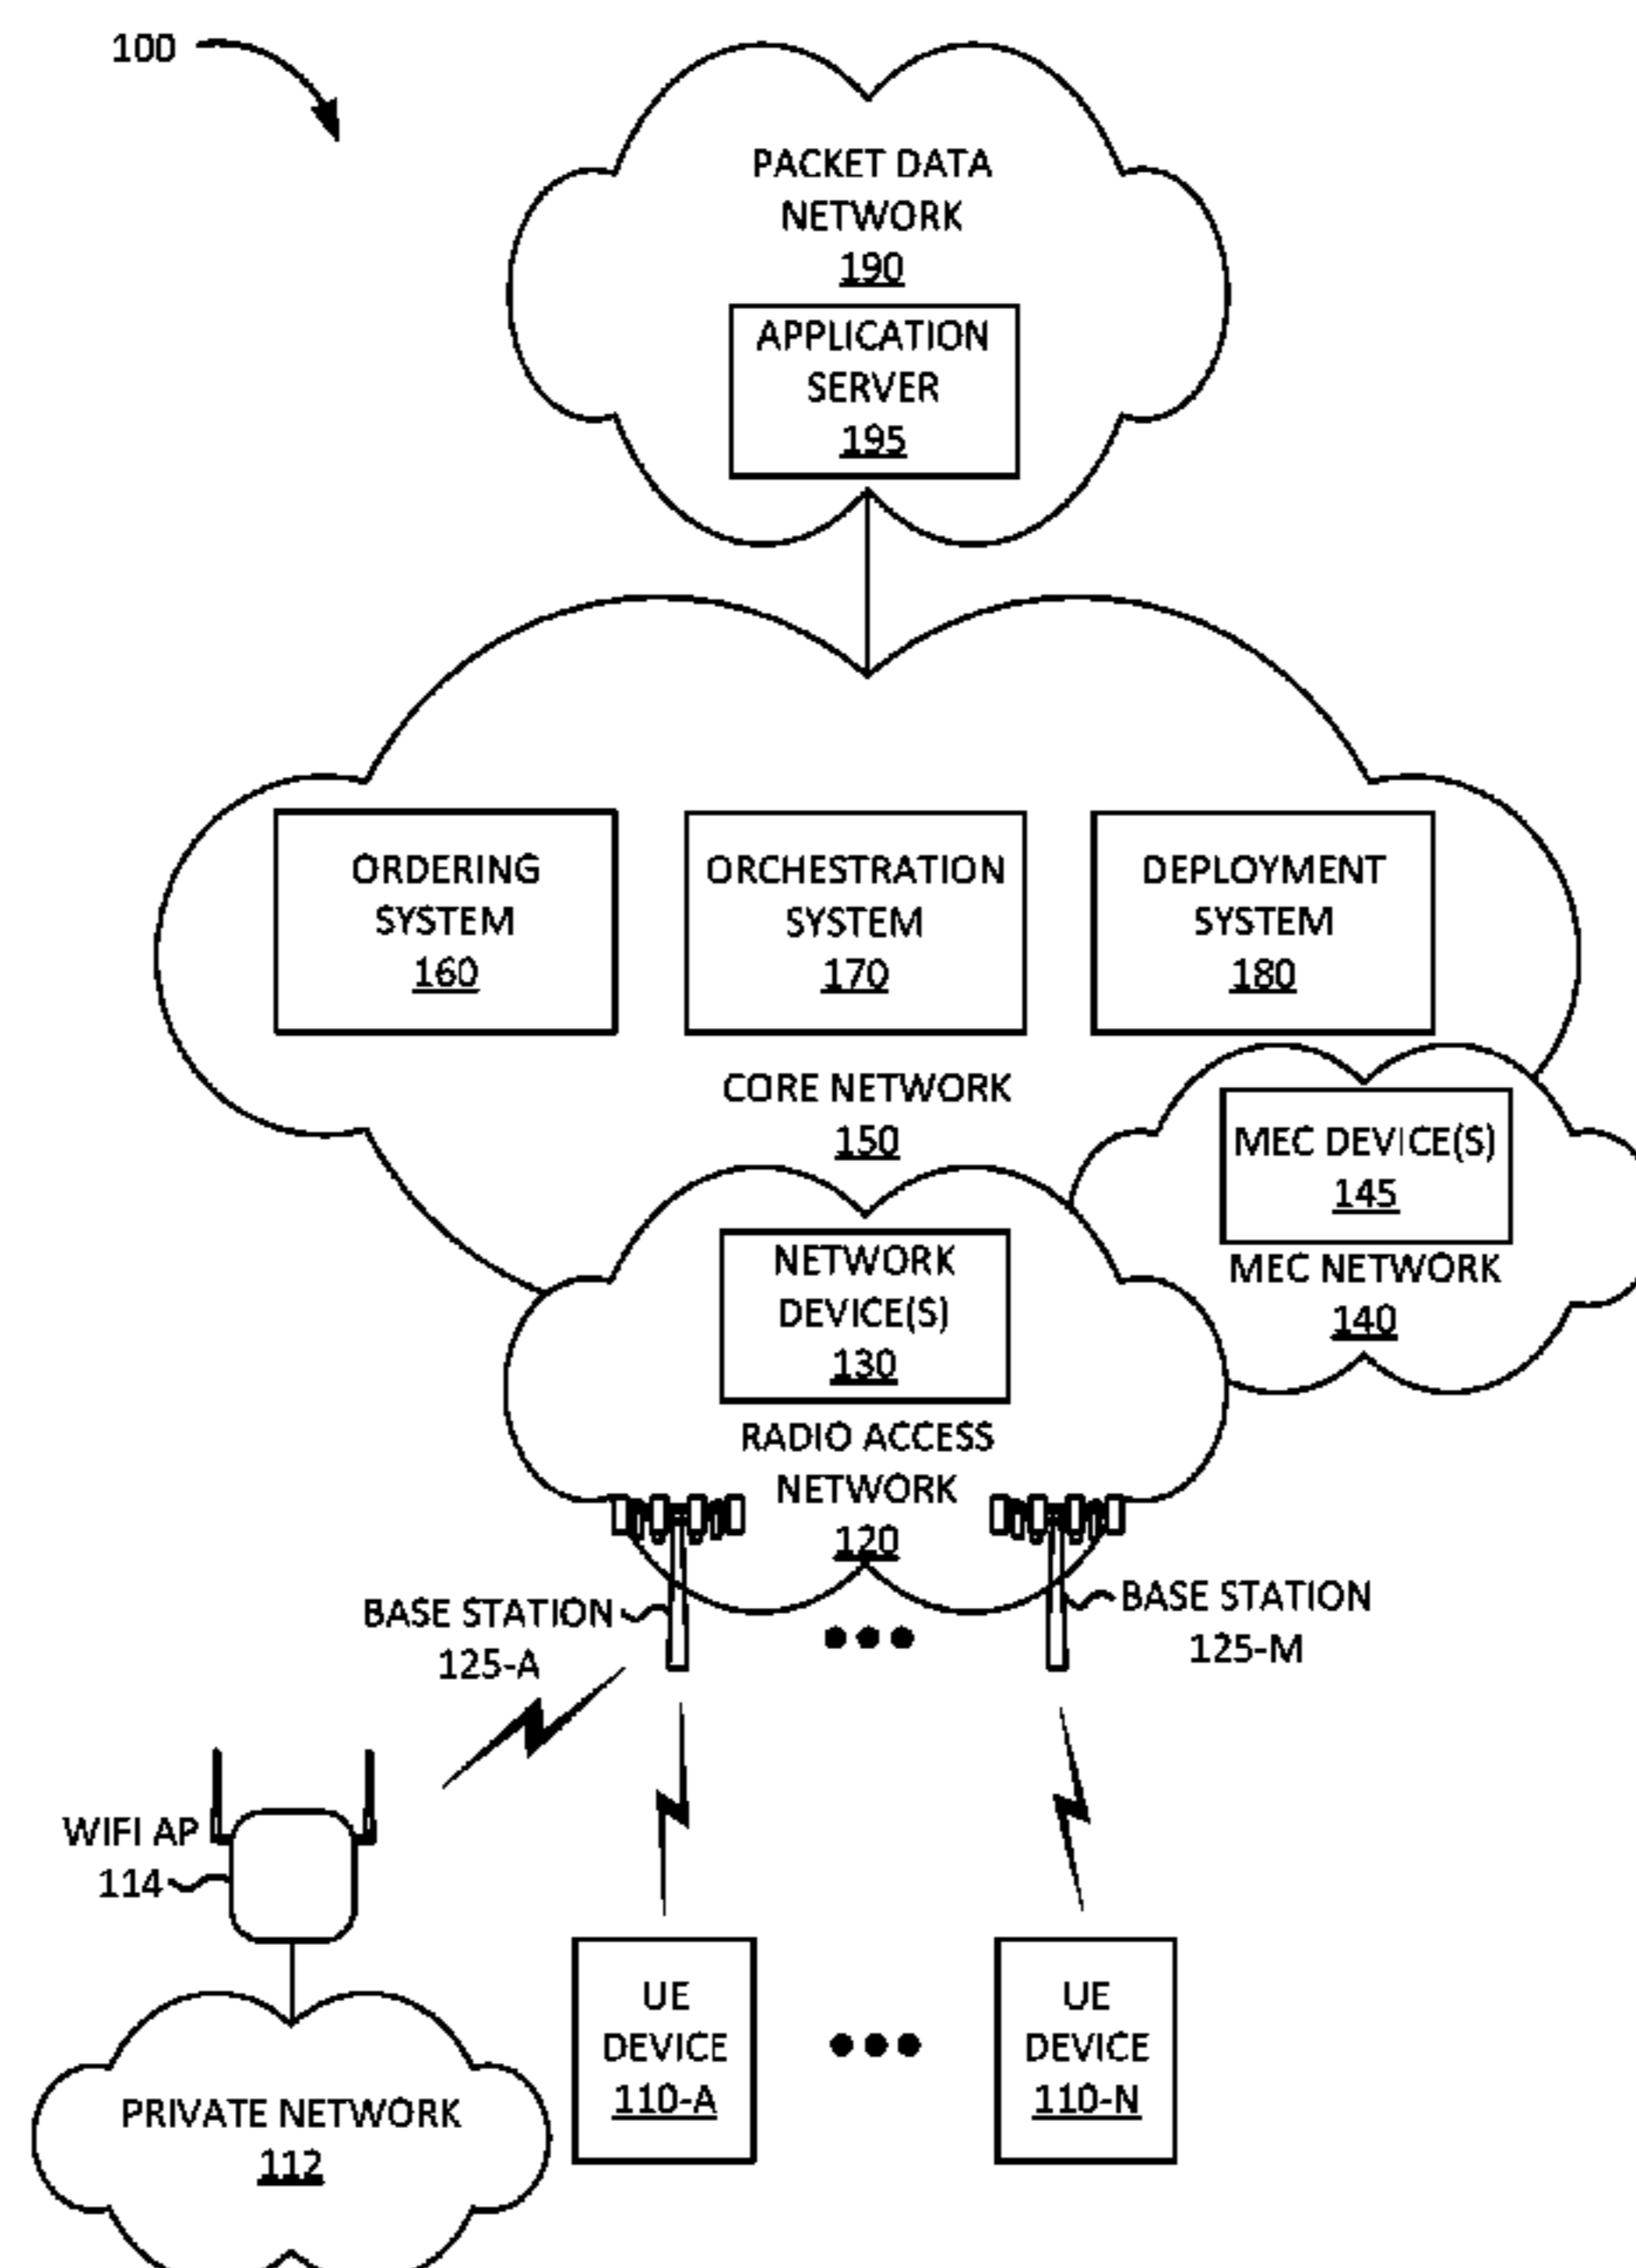 100
PACKET DATA
NETWORK
190
APPLICATION
SERVER
195
ORDERING
SYSTEM
160
ORCHESTRATION
SYSTEM
170
DEPLOYMENT
SYSTEM
180
CORE NETWORK
150
MEC DEVICE(S)
145
MEC NETWORK
140
NETWORK
DEVICE(S)
130
RADIO ACCESS
NETWORK
120
BASE STATION
125-A
BASE STATION
125-M
WIFI AP
114
UE
DEVICE
110-A
UE
DEVICE
110-N
PRIVATE NETWORK
112